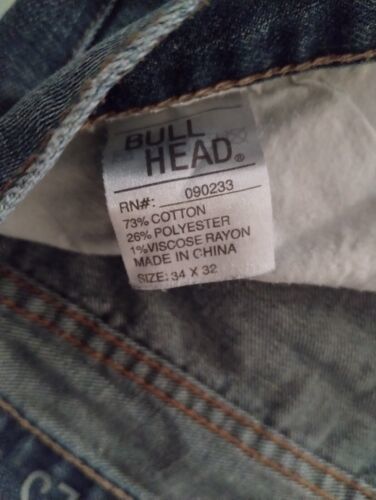 BULL
HEAD®
RN#: 090233
73% COTTON
26% POLYESTER
1% VISCOSE RAYON
MADE IN CHINA
SIZE: 34 X 32